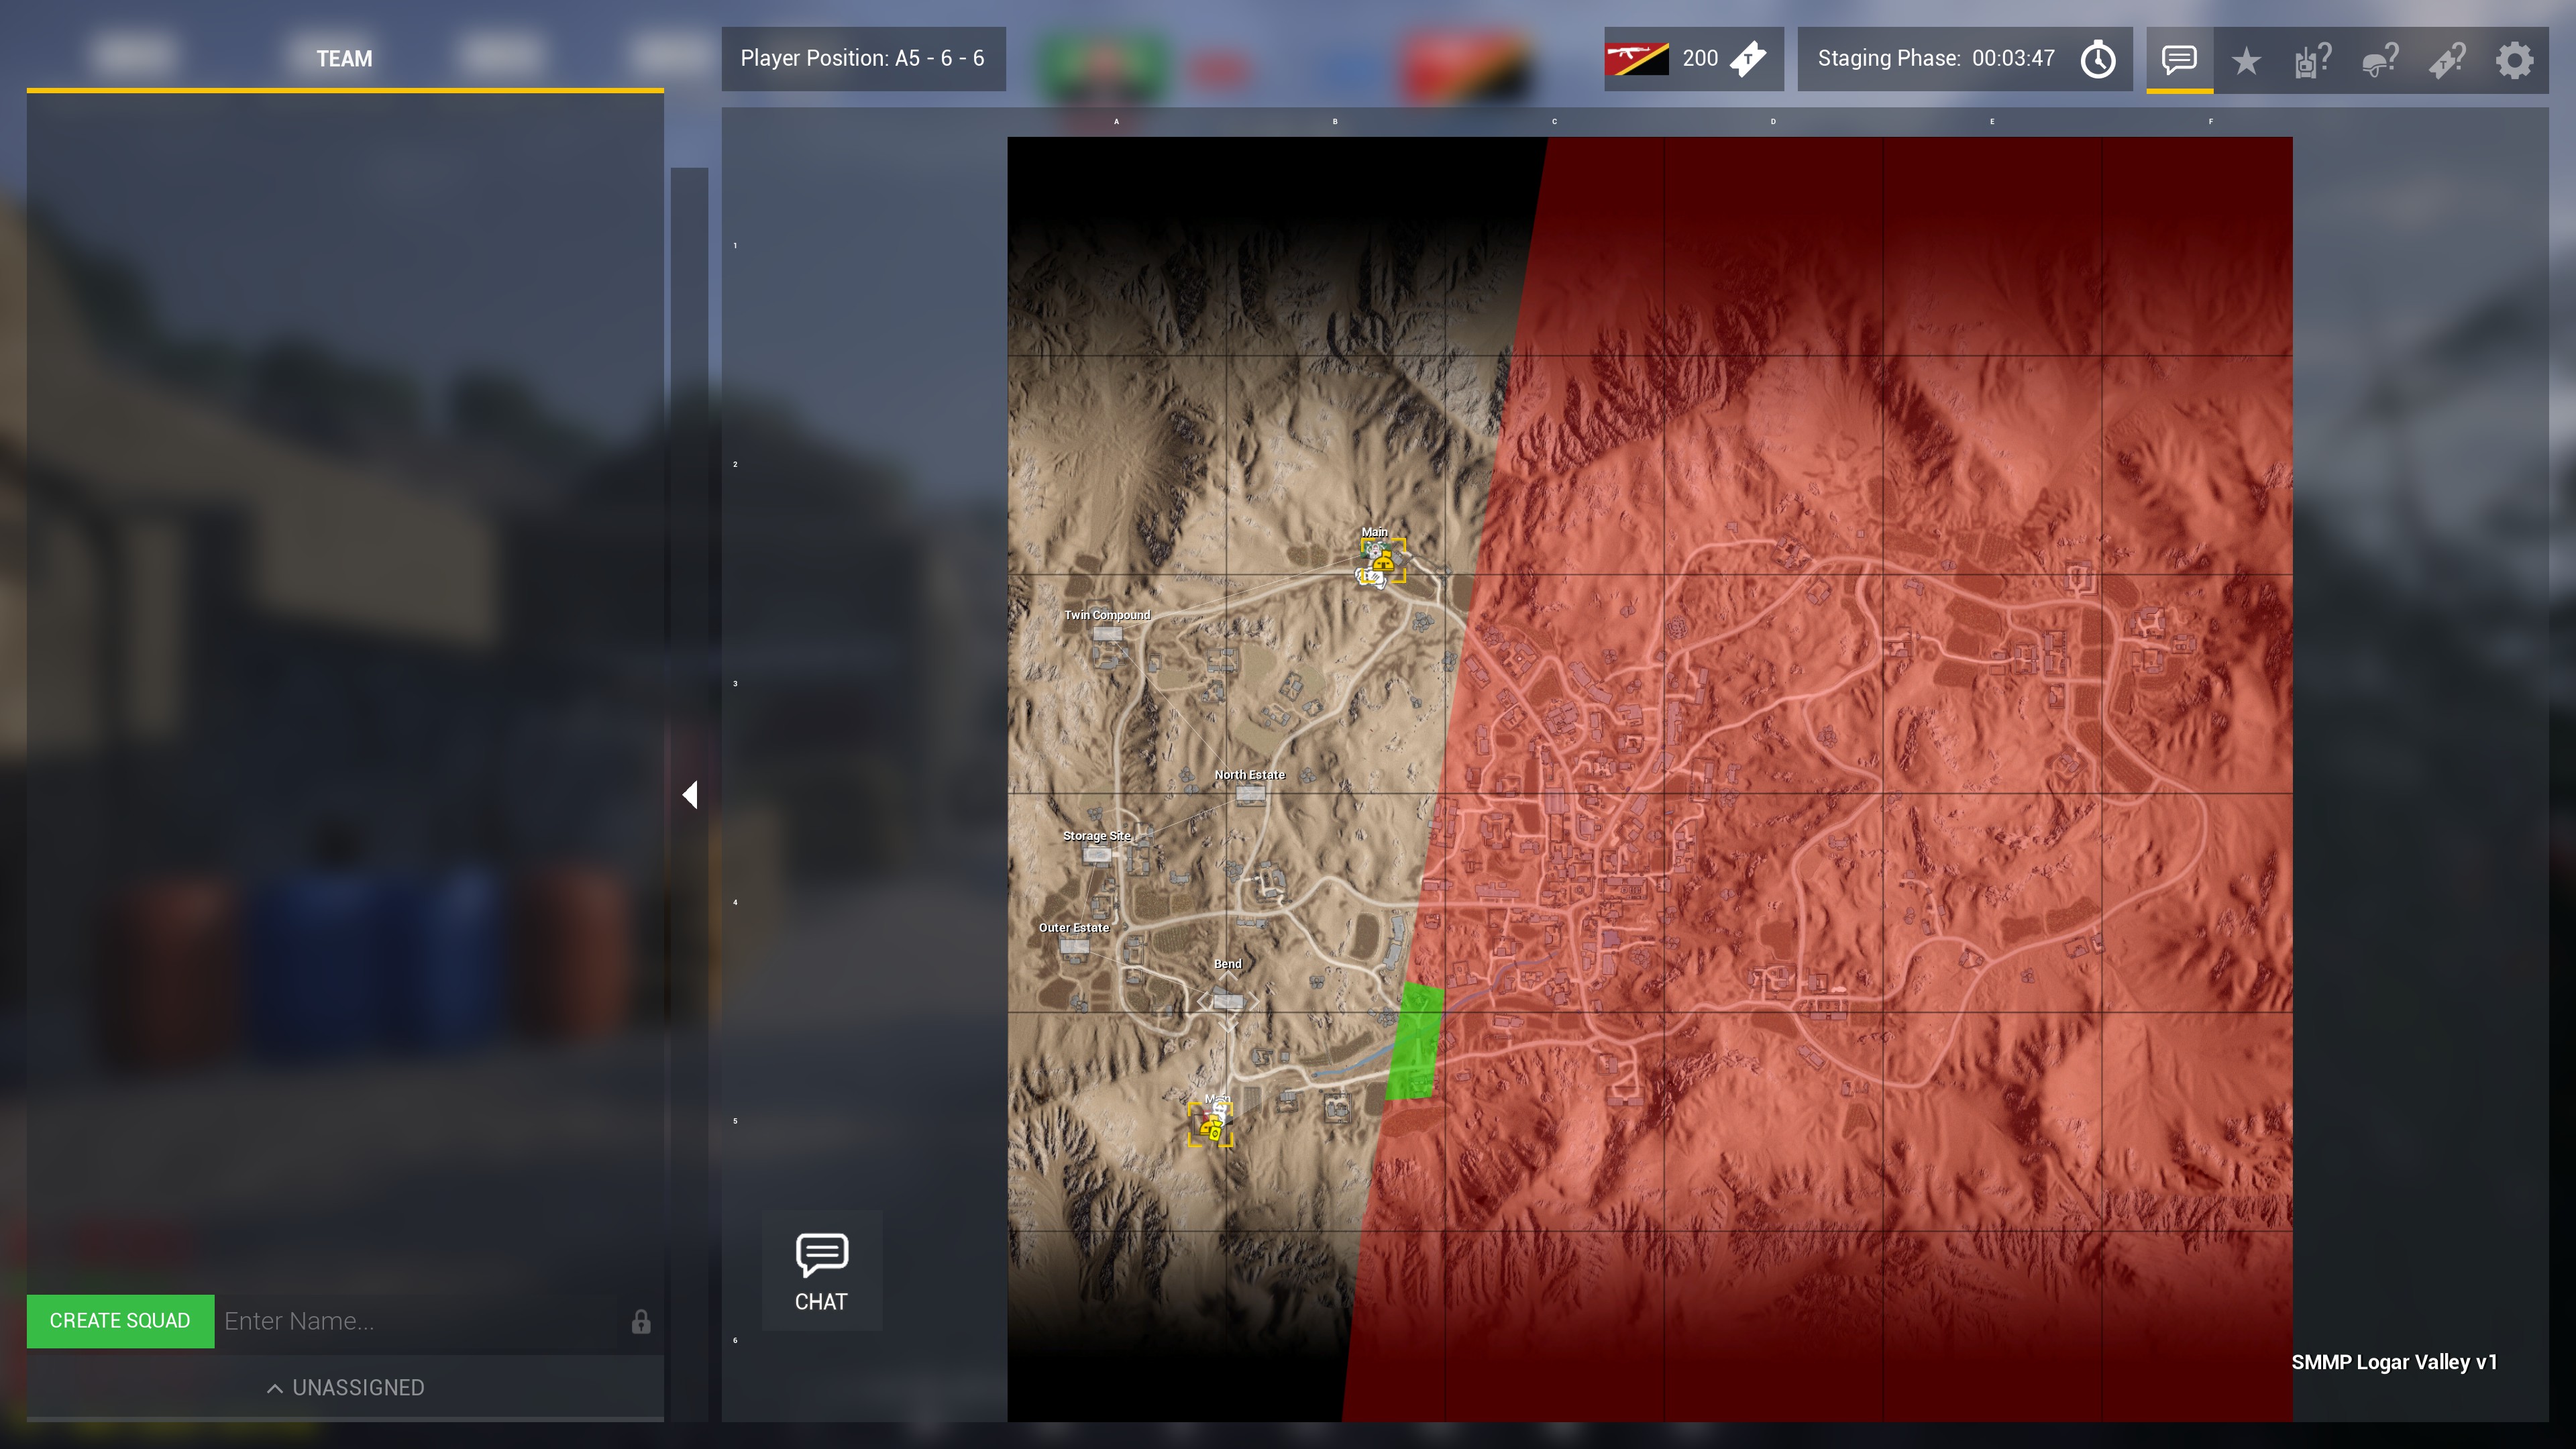 TEAM
Player Position: A5 - 6 - 6
200
T
Staging Phase: 00:03:47
?
?
T?
A
B
C
D
E
F
1
2
3
4
5
6
Main
Twin Compound
North Estate
Storage Site
Outer Estate
Bend
CHAT
CREATE SQUAD
Enter Name...
UNASSIGNED
SMMP Logar Valley v1